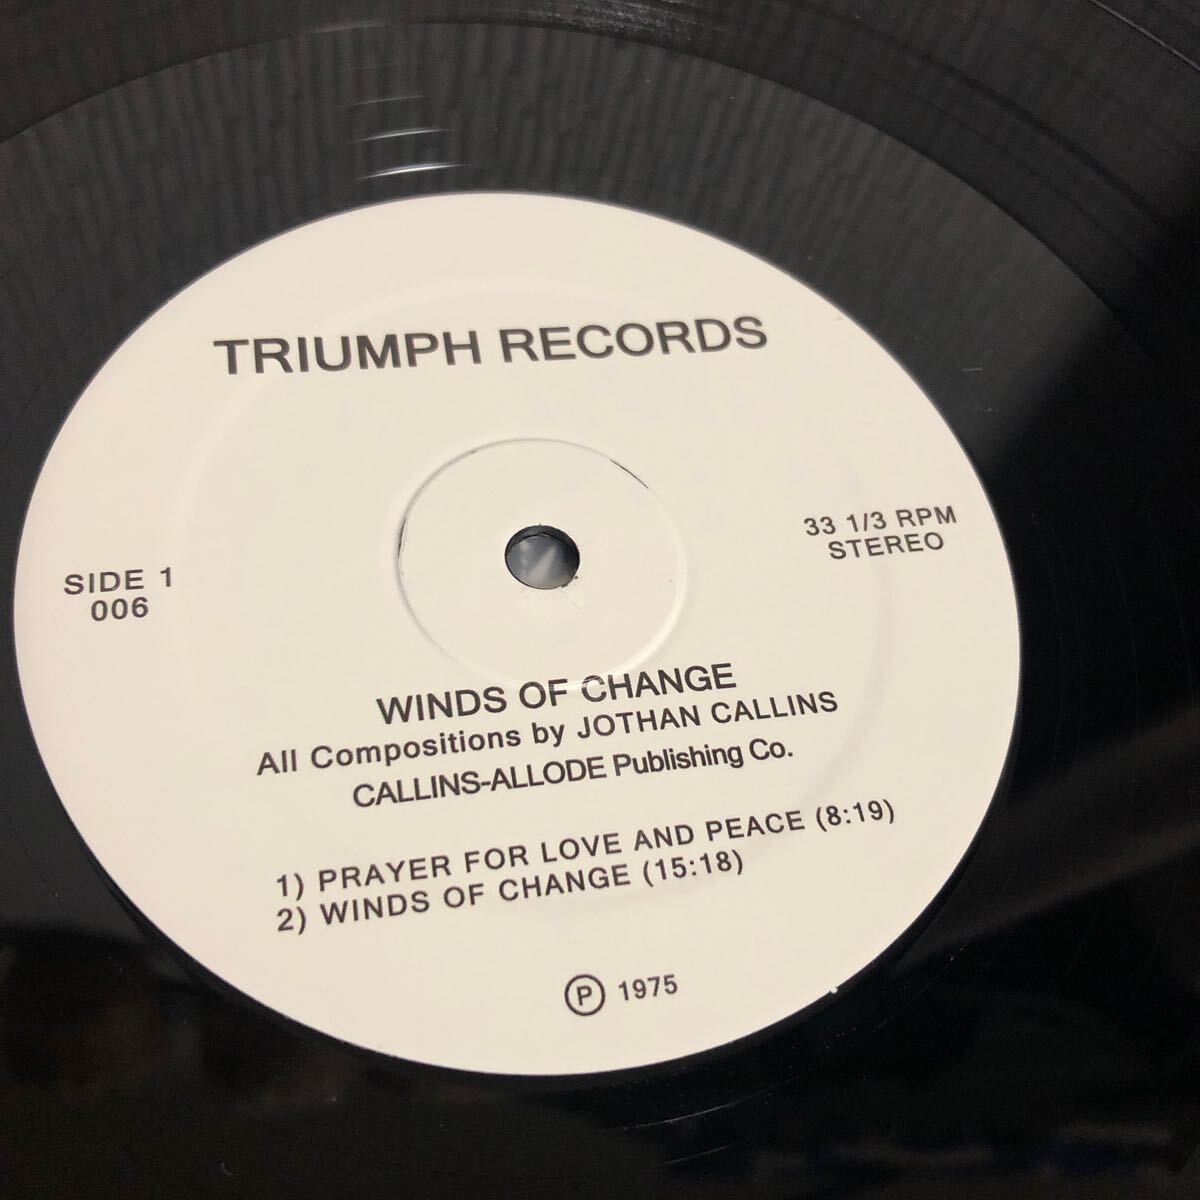 TRIUMPH RECORDS
33 1/3 RPM
STEREO
SIDE 1
006
WINDS OF CHANGE
All Compositions by JOTHAN CALLINS
CALLINS-ALLODE Publishing Co.
1) PRAYER FOR LOVE AND PEACE (8:19)
2) WINDS OF CHANGE (15:18)
Ⓟ 1975